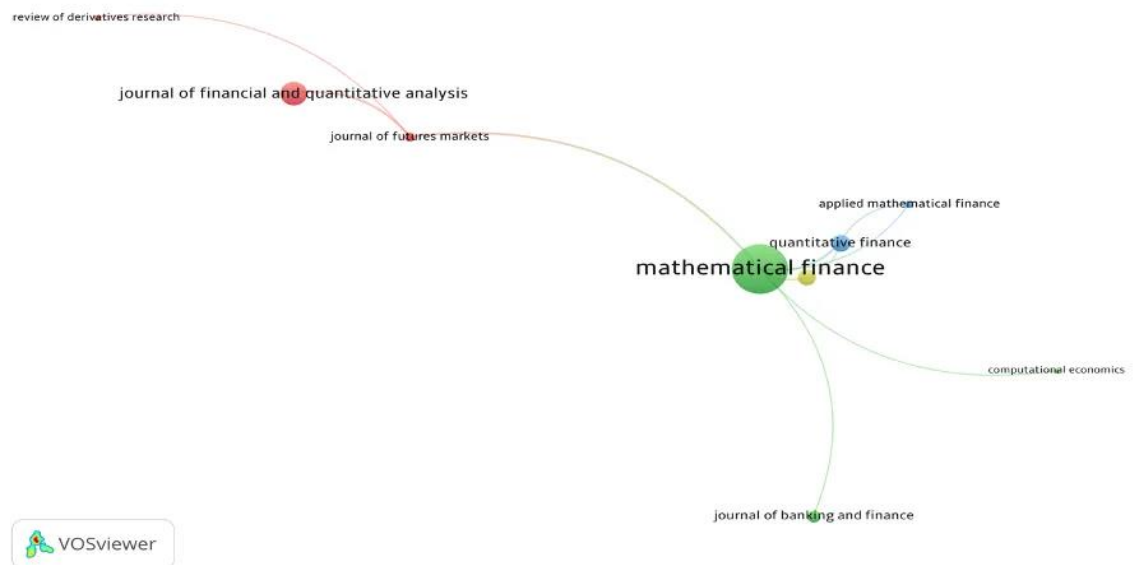 review of derivatives research
journal of financial and quantitative analysis
journal of futures markets
applied mathematical finance
quantitative finance
mathematical finance
computational economics
journal of banking and finance
VOSviewer